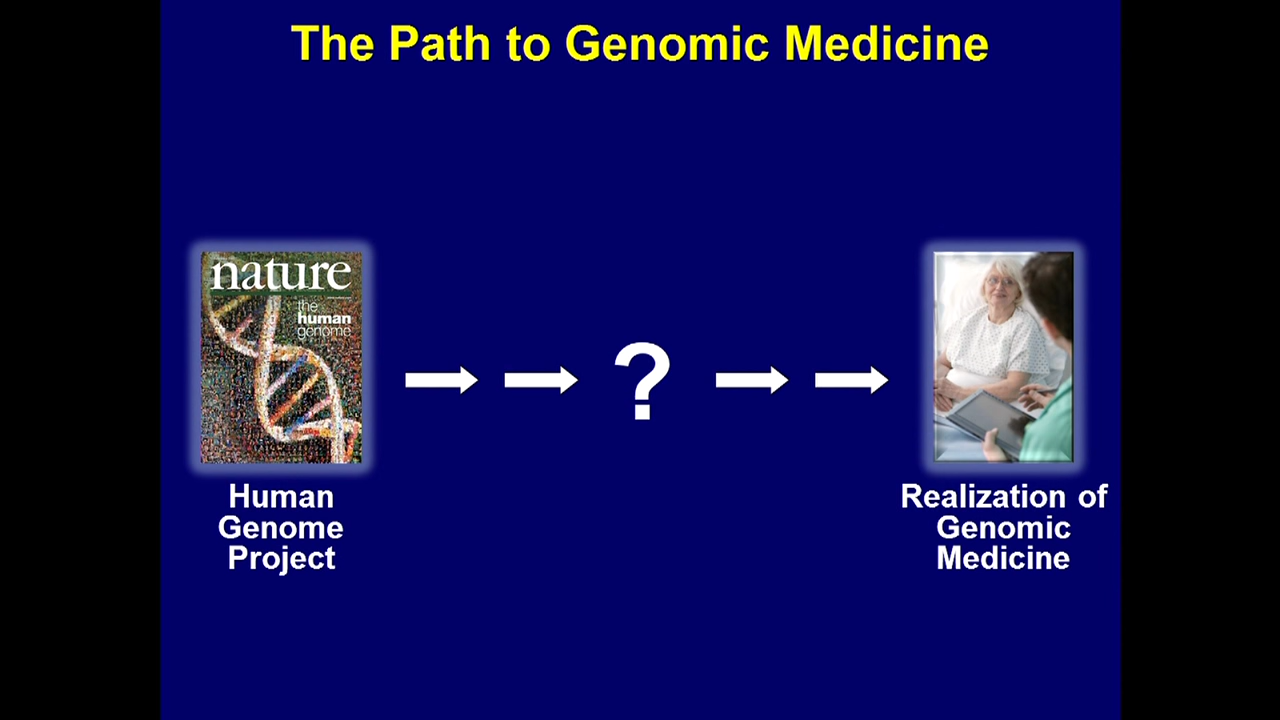 The Path to Genomic Medicine
nature
the
human
genome
?
Human
Genome
Project
Realization of
Genomic
Medicine